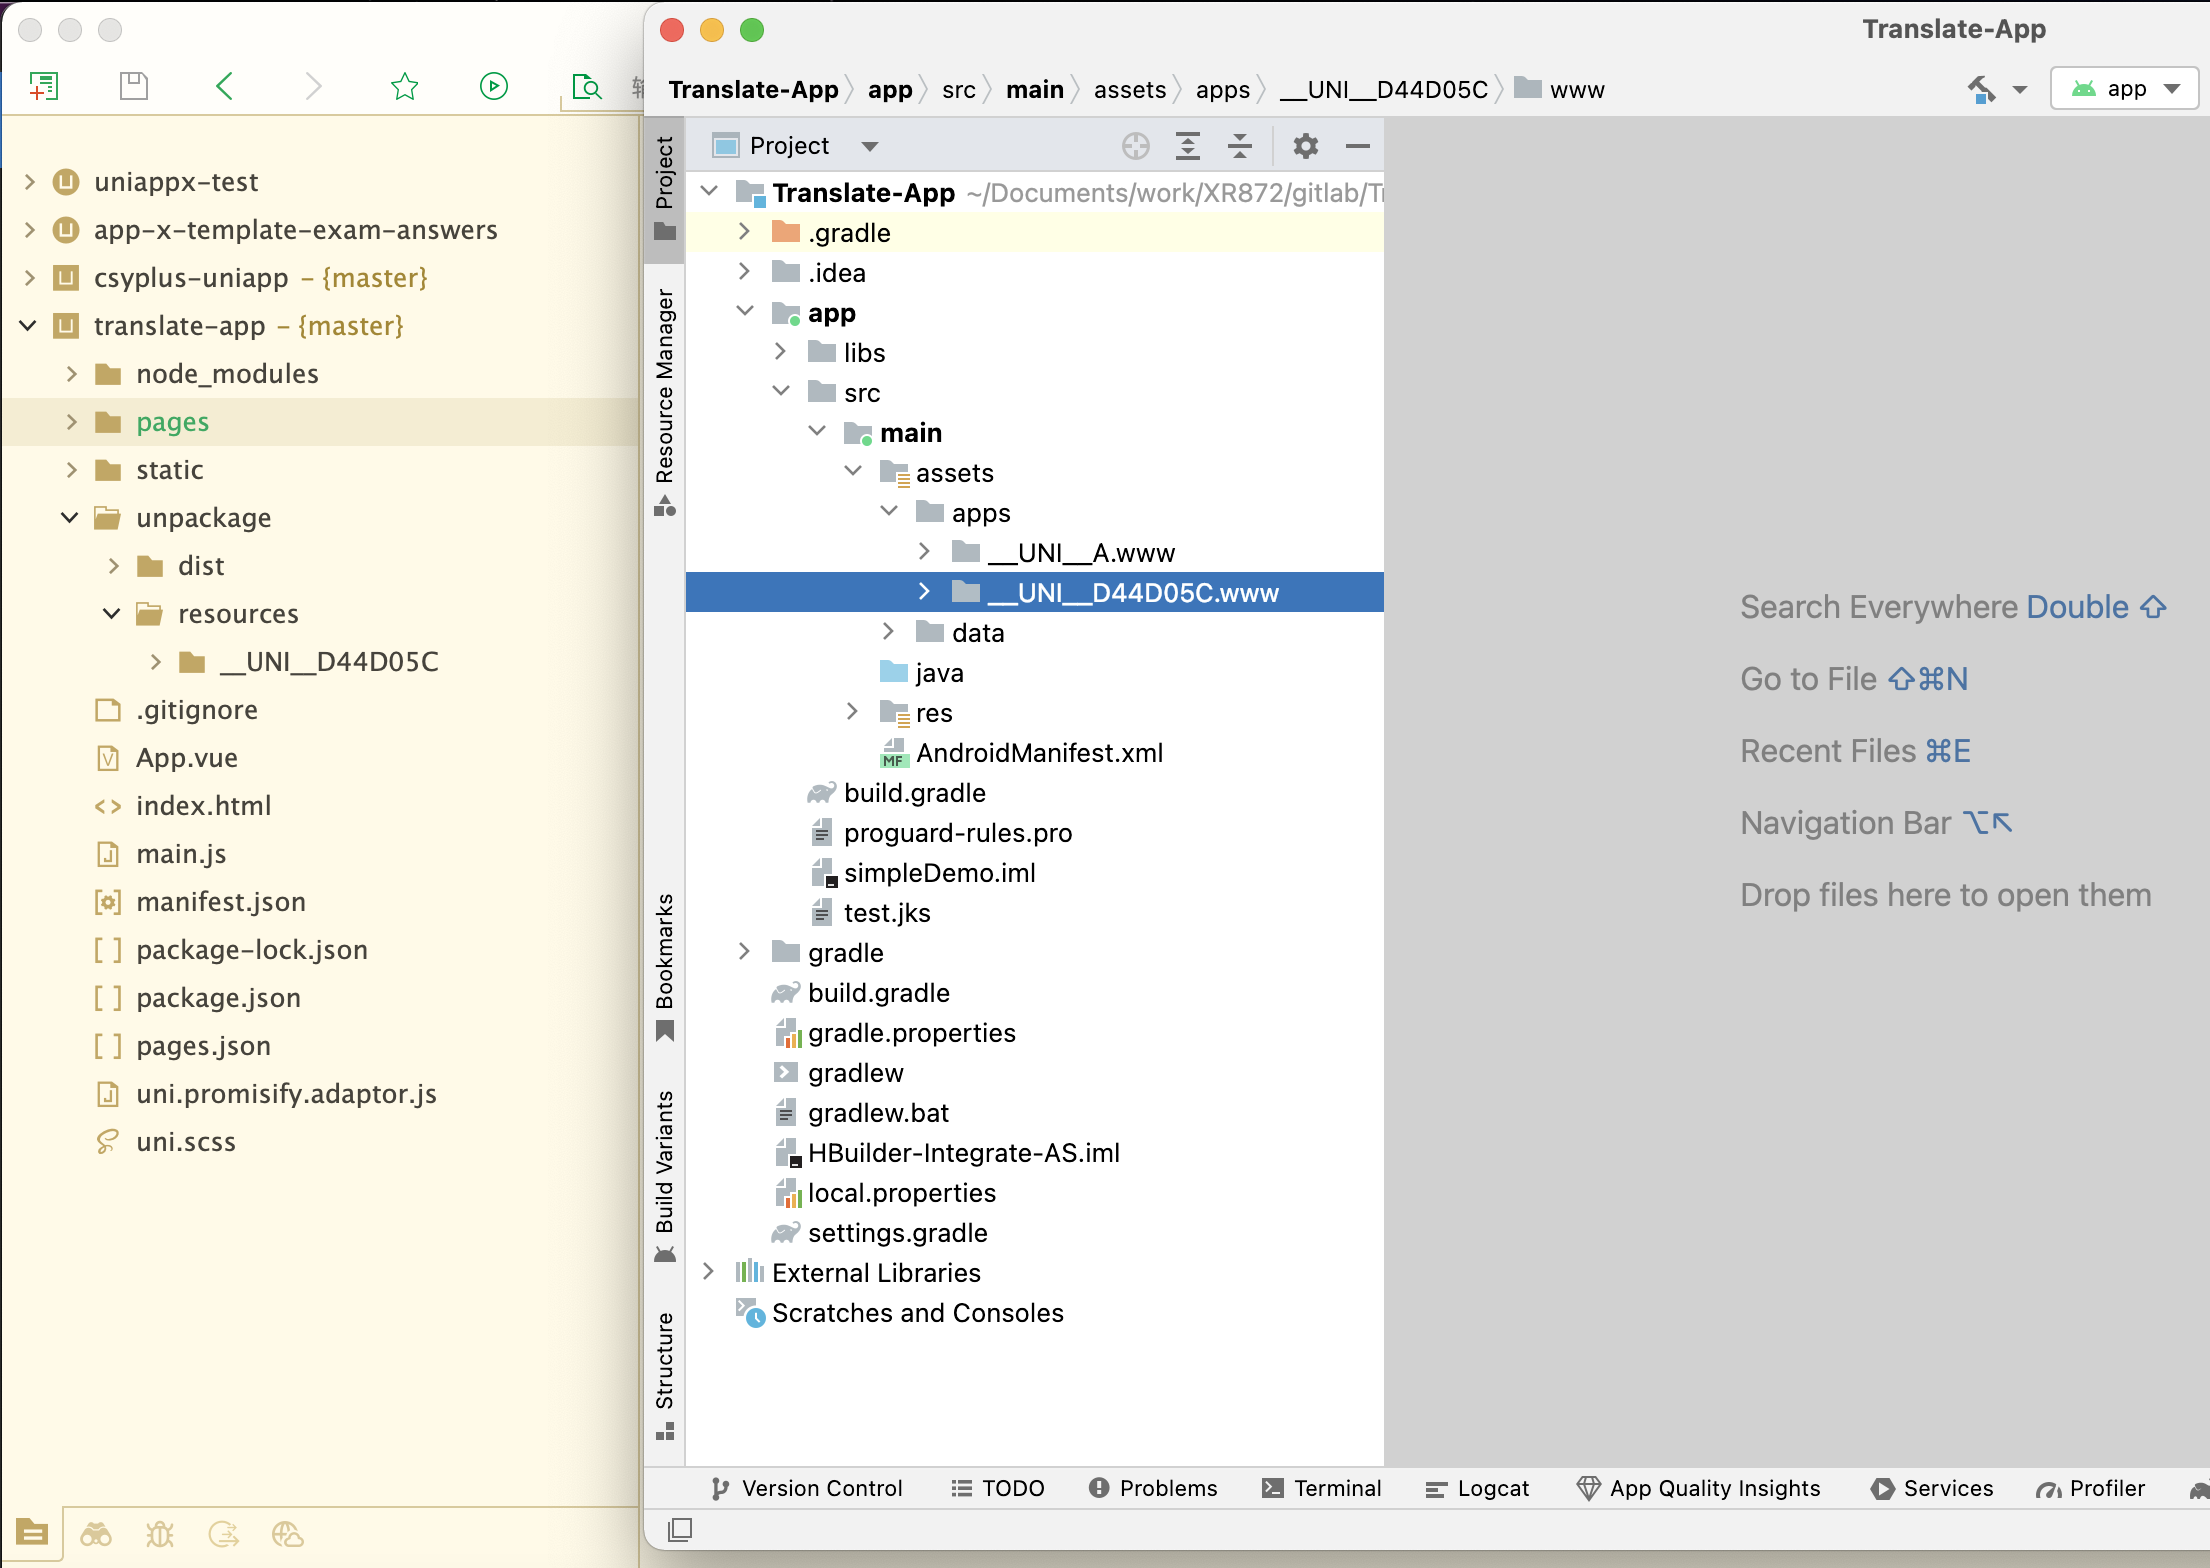 uniappx-test
app-x-template-exam-answers
csyplus-uniapp - {master}
translate-app - {master}
node_modules
pages
static
unpackage
dist
resources
__UNI__D44D05C
.gitignore
App.vue
index.html
main.js
manifest.json
package-lock.json
package.json
pages.json
uni.promisify.adaptor.js
uni.scss
Translate-App
Translate-App app src main assets apps __UNI__D44D05C www
app
Project
Resource Manager
Bookmarks
Build Variants
Structure
Project
Translate-App ~/Documents/work/XR872/gitlab/
.gradle
.idea
app
libs
src
main
assets
apps
__UNI__A.www
__UNI__D44D05C.www
data
java
res
MF AndroidManifest.xml
build.gradle
proguard-rules.pro
simpleDemo.iml
test.jks
gradle
build.gradle
gradle.properties
gradlew
gradlew.bat
HBuilder-Integrate-AS.iml
local.properties
settings.gradle
External Libraries
Scratches and Consoles
Search Everywhere Double ⇧
Go to File ⇧⌘N
Recent Files ⌘E
Navigation Bar ⌥↖
Drop files here to open them
Version Control TODO Problems Terminal Logcat App Quality Insights Services Profiler